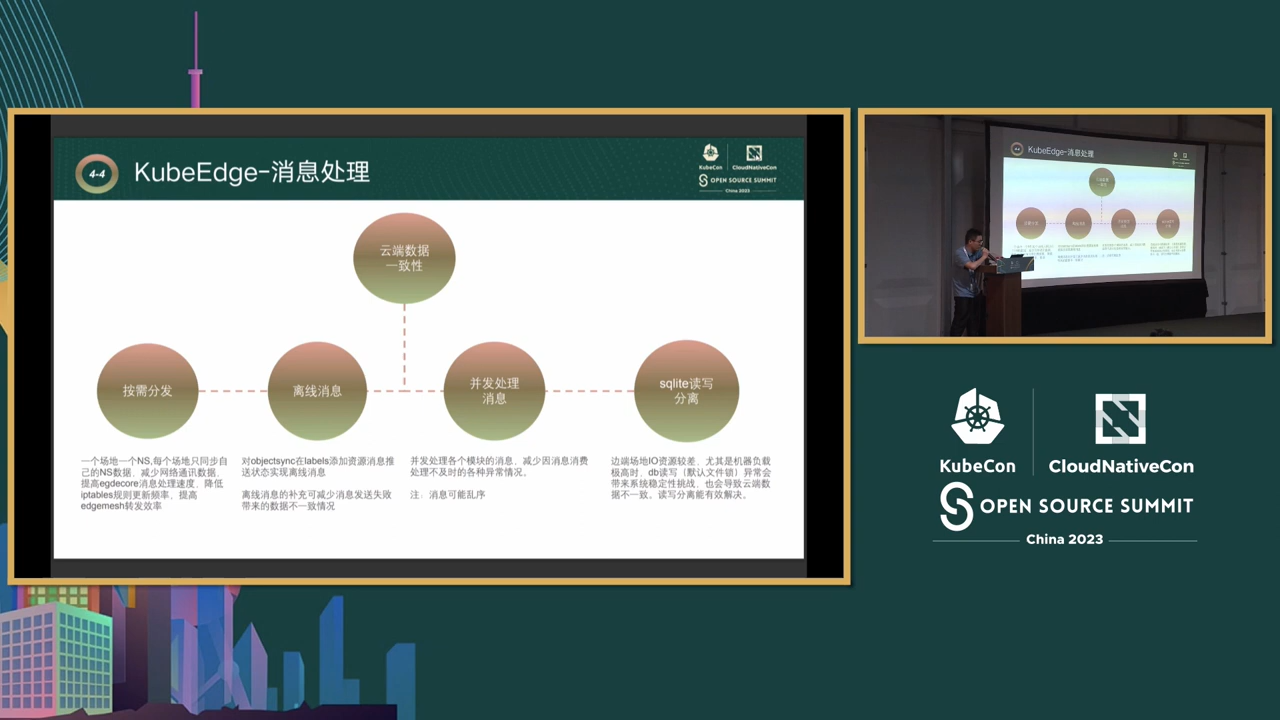 4-4
KubeEdge-消息处理
KubeCon
CloudNativeCon
OPEN SOURCE SUMMIT
China 2023
云端数据
一致性
按需分发
离线消息
并发处理
消息
sqlite读写
分离
一个场地一个NS,每个场地只同步自
己的NS数据、减少网络通讯数据、
提高egdecore消息处理速度、降低
iptables规则更新频率、提高
edgemesh转发效率
对objectsync在labels添加资源消息推
送状态实现离线消息
离线消息的补充可减少消息发送失败
带来的数据不一致情况
并发处理各个模块的消息、减少因消息消费
处理不及时的各种异常情况。
注：消息可能乱序
边端场地IO资源较差、尤其是机器负载
极高时、db读写（默认文件锁）异常会
带来系统稳定性挑战、也会导致云端数
据不一致。读写分离能有效解决。
KubeEdge-消息处理
KubeCon
CloudNativeCon
OPEN SOURCE SUMMIT
China 2023